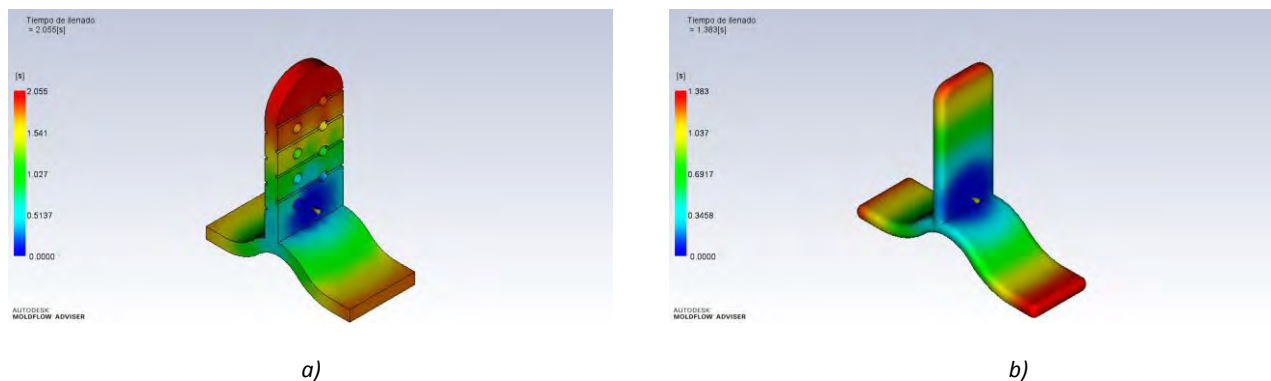 Tiempo de llenado
= 2.055[s]
[s]
2.055
1.541
1.027
0.5137
0.0000
AUTODESK
MOLDFLOW ADVISER
a)
Tiempo de llenado
= 1.383[s]
[s]
1.383
1.037
0.6917
0.3458
0.0000
AUTODESK
MOLDFLOW ADVISER
b)